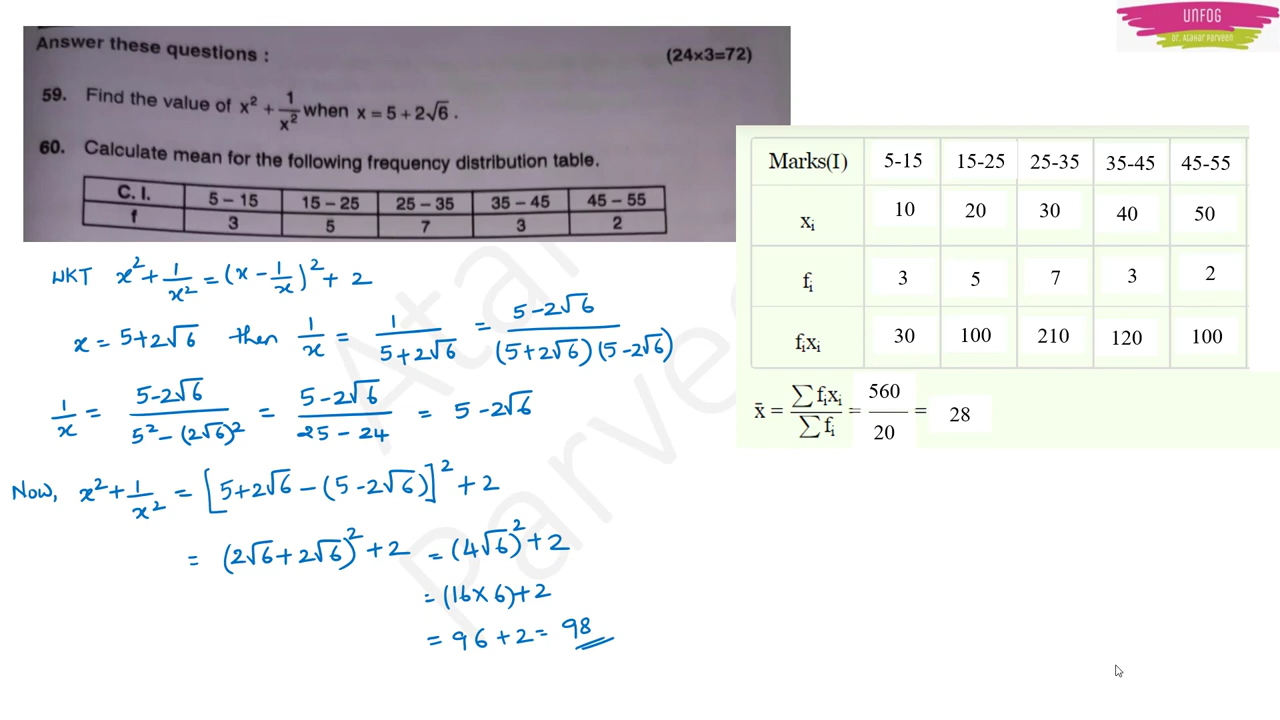 UNFOG
Dr. Atahar Parveen
Answer these questions :
(24×3=72)
59. Find the value of x² + 1/x² when x = 5 + 2√6 .
60. Calculate mean for the following frequency distribution table.
C. I. 5 – 15 15 – 25 25 – 35 35 – 45 45 – 55
f 3 5 7 3 2
WKT x² + 1/x² = (x - 1/x)² + 2
x = 5+2√6 then 1/x = 1/(5+2√6) = (5-2√6)/((5+2√6)(5-2√6))
1/x = (5-2√6)/(5² - (2√6)²) = (5-2√6)/(25-24) = 5-2√6
Now, x² + 1/x² = [5+2√6 - (5-2√6)]² + 2
= (2√6+2√6)² + 2 = (4√6)² + 2
= (16×6)+2
= 96+2 = 98
Marks(I) 5-15 15-25 25-35 35-45 45-55
xᵢ 10 20 30 40 50
fᵢ 3 5 7 3 2
fᵢxᵢ 30 100 210 120 100
x̄ = ∑fᵢxᵢ/∑fᵢ = 560/20 = 28
Atahar
Parveen